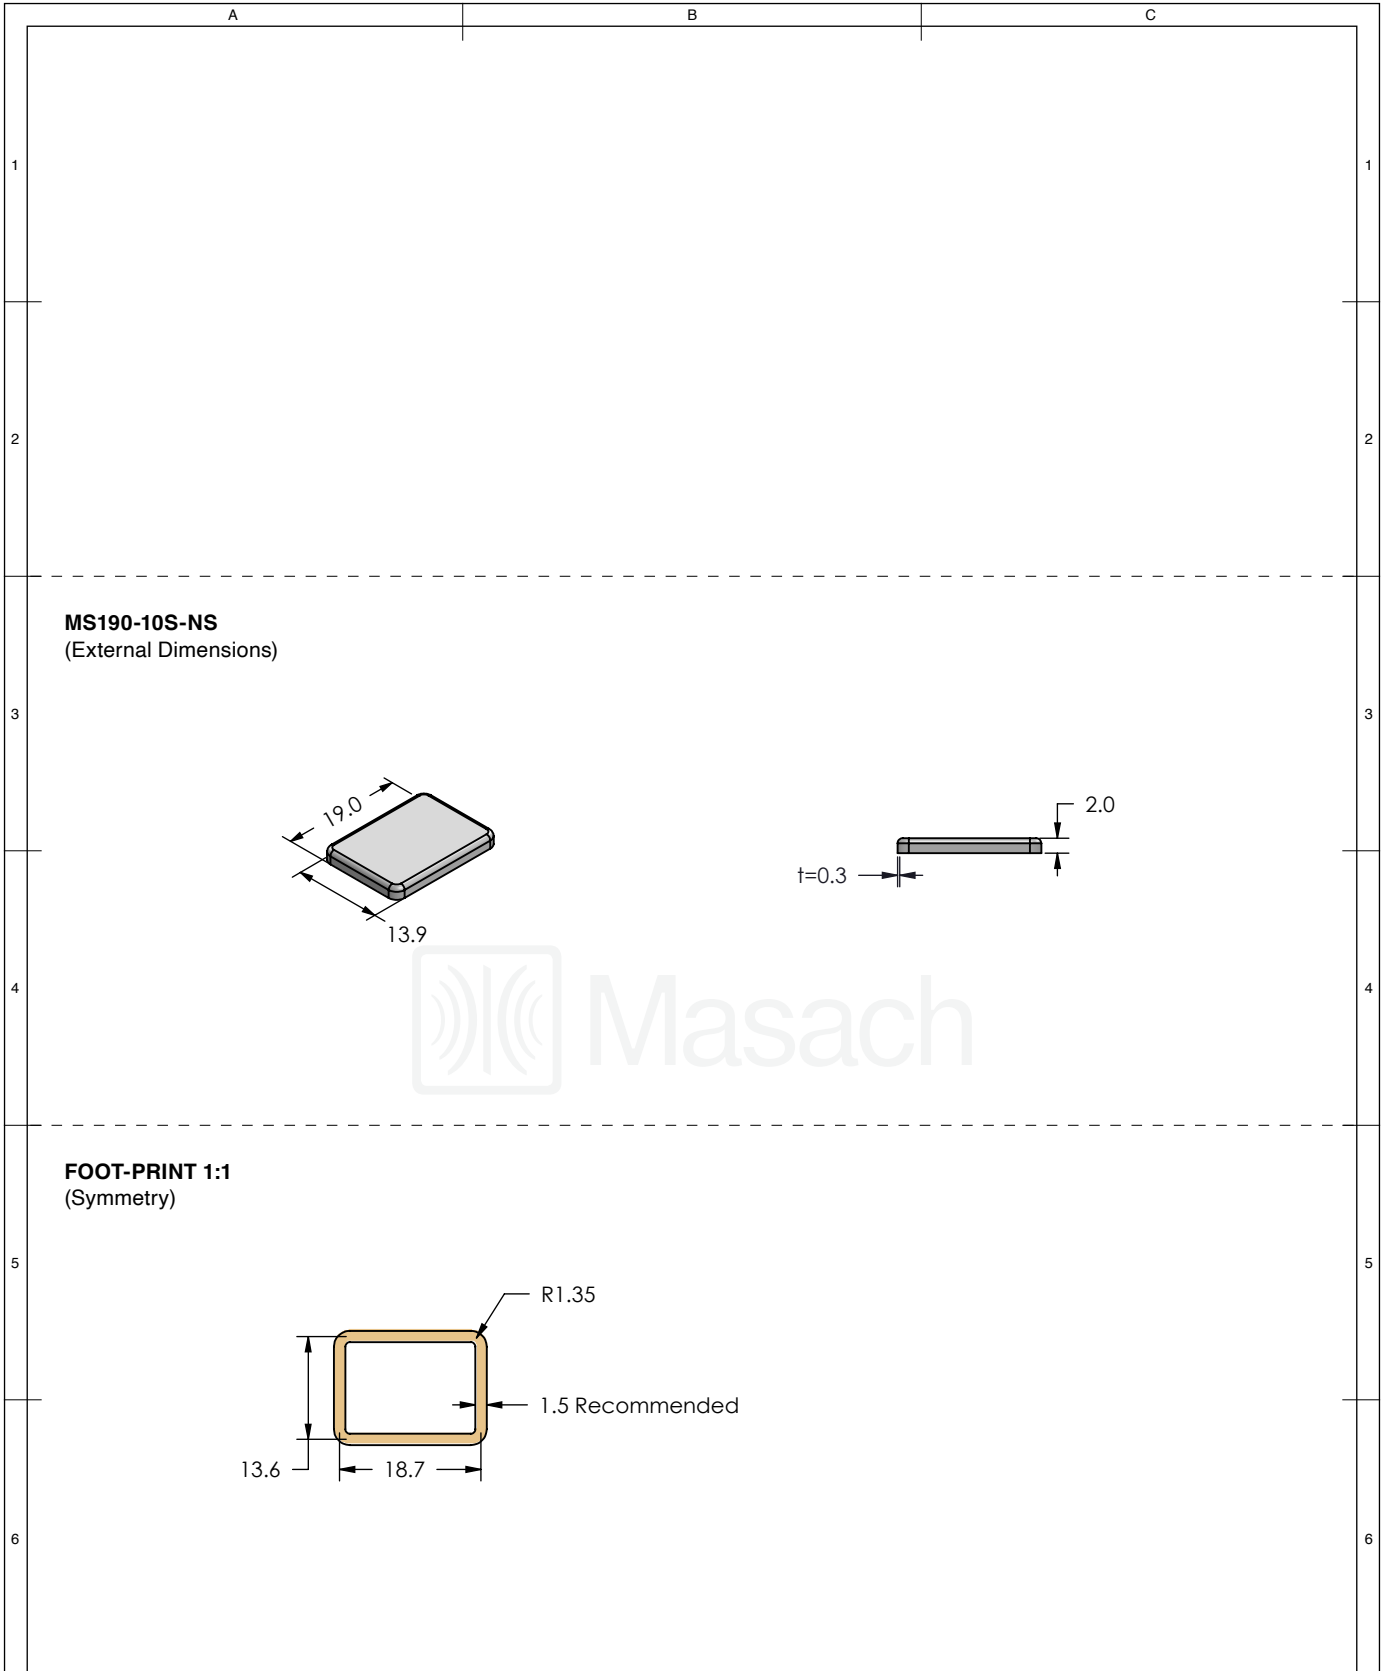 A B C
1 1
2 2
MS190-10S-NS
(External Dimensions)
3 3
19.0
2.0
t=0.3
13.9
4 4
Masach
FOOT-PRINT 1:1
(Symmetry)
5 5
R1.35
1.5 Recommended
13.6 18.7
6 6